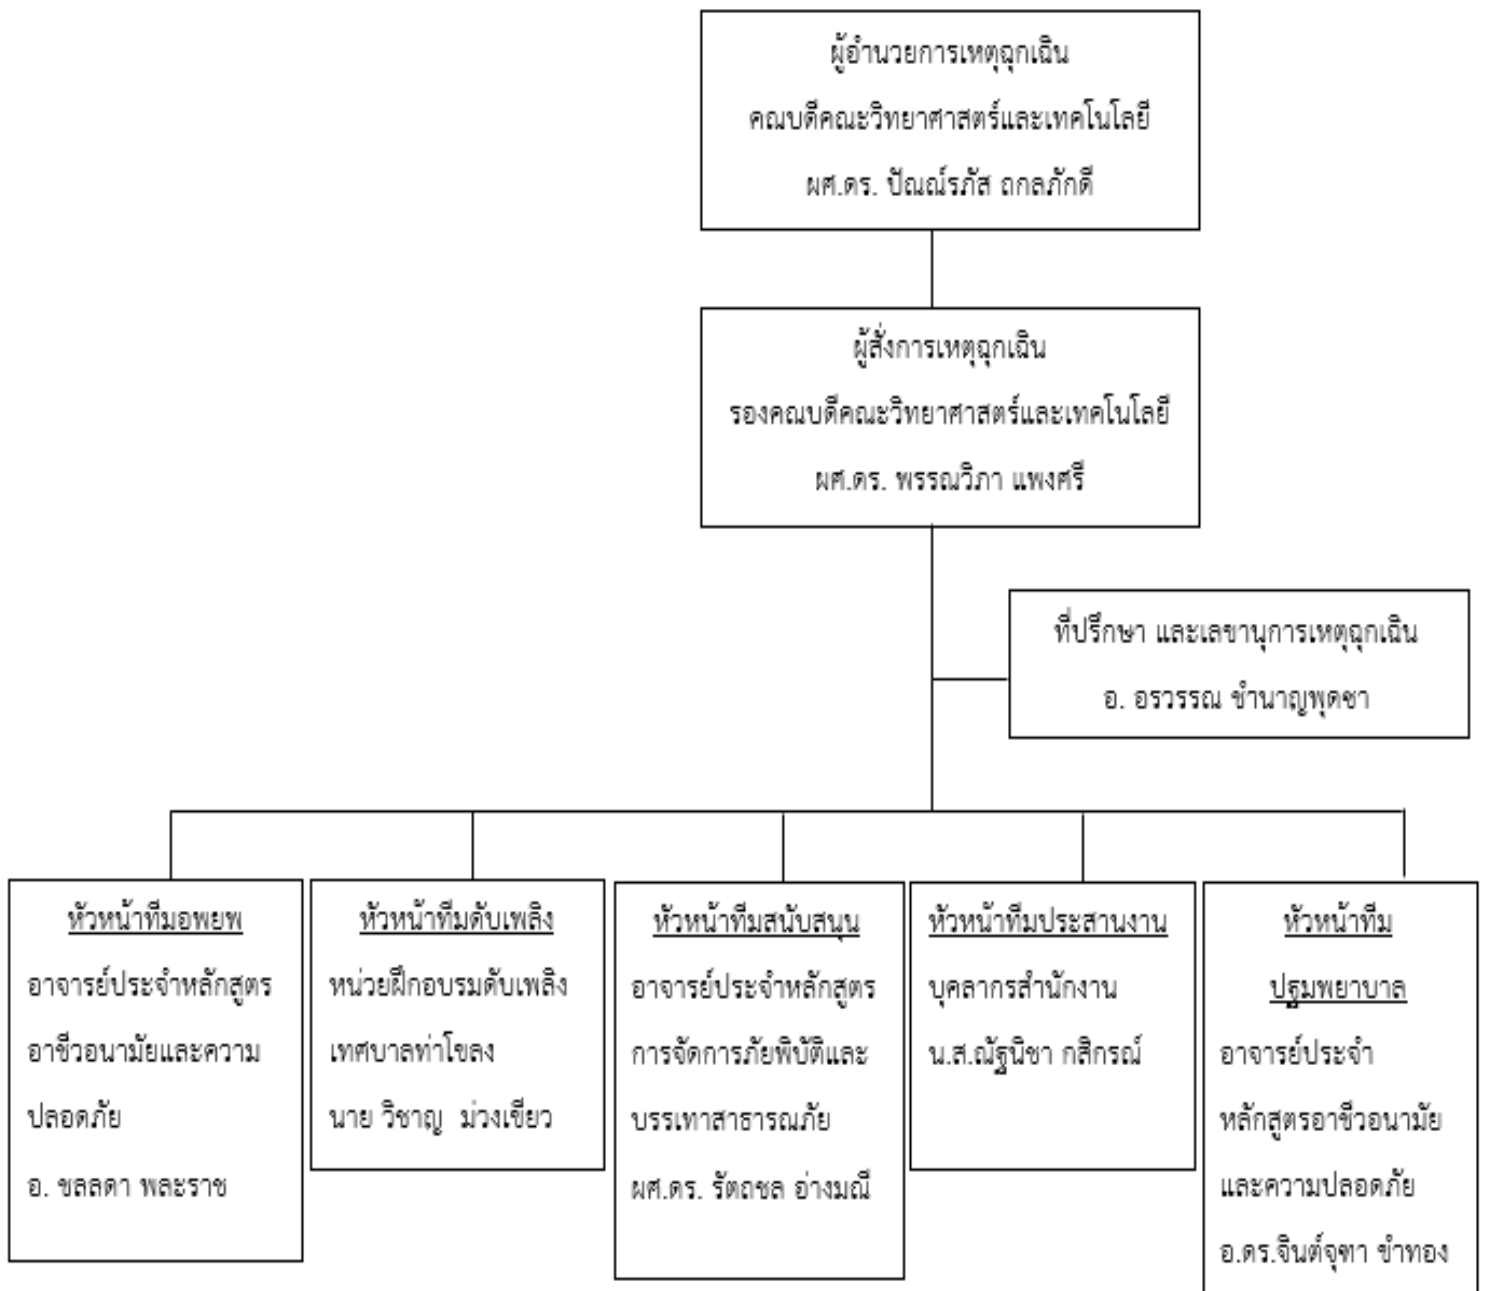 ผู้อำนวยการเหตุฉุกเฉิน
คณบดีคณะวิทยาศาสตร์และเทคโนโลยี
ผศ.ดร. ปัณณ์รภัส ถกลภักดี
ผู้สั่งการเหตุฉุกเฉิน
รองคณบดีคณะวิทยาศาสตร์และเทคโนโลยี
ผศ.ดร. พรรณวิภา แพงศรี
ที่ปรึกษา และเลขานุการเหตุฉุกเฉิน
อ. อรวรรณ ชำนาญพุดซา
หัวหน้าทีมอพยพ
อาจารย์ประจำหลักสูตร
อาชีวอนามัยและความ
ปลอดภัย
อ. ชลลดา พละราช
หัวหน้าทีมดับเพลิง
หน่วยฝึกอบรมดับเพลิง
เทศบาลท่าโขลง
นาย วิชาญ ม่วงเขียว
หัวหน้าทีมสนับสนุน
อาจารย์ประจำหลักสูตร
การจัดการภัยพิบัติและ
บรรเทาสาธารณภัย
ผศ.ดร. รัตถชล อ่างมณี
หัวหน้าทีมประสานงาน
บุคลากรสำนักงาน
น.ส.ณัฐนิชา กสิกรณ์
หัวหน้าทีม
ปฐมพยาบาล
อาจารย์ประจำ
หลักสูตรอาชีวอนามัย
และความปลอดภัย
อ.ดร.จินต์จุฑา ขำทอง